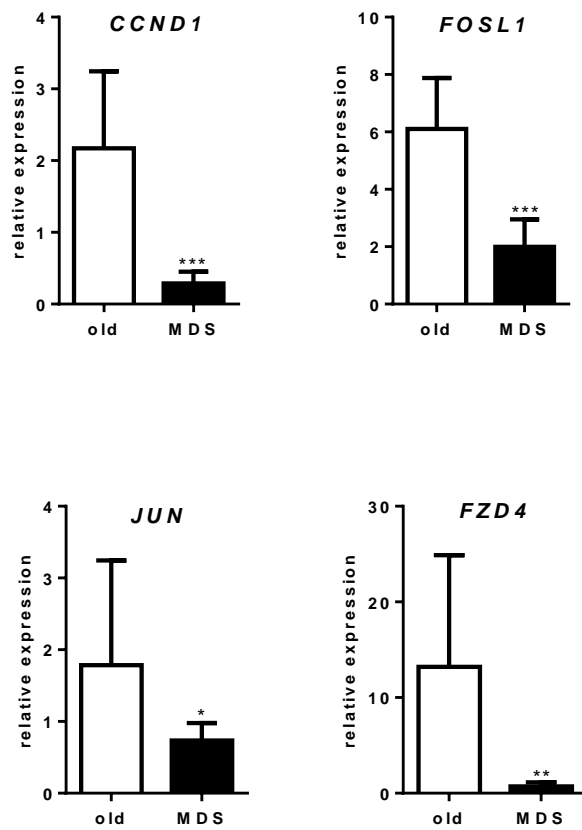 CCND1
relative expression
4
3
2
1
0
***
old MDS
FOSL1
relative expression
10
8
6
4
2
0
***
old MDS
JUN
relative expression
4
3
2
1
0
*
old MDS
FZD4
relative expression
30
20
10
0
**
old MDS